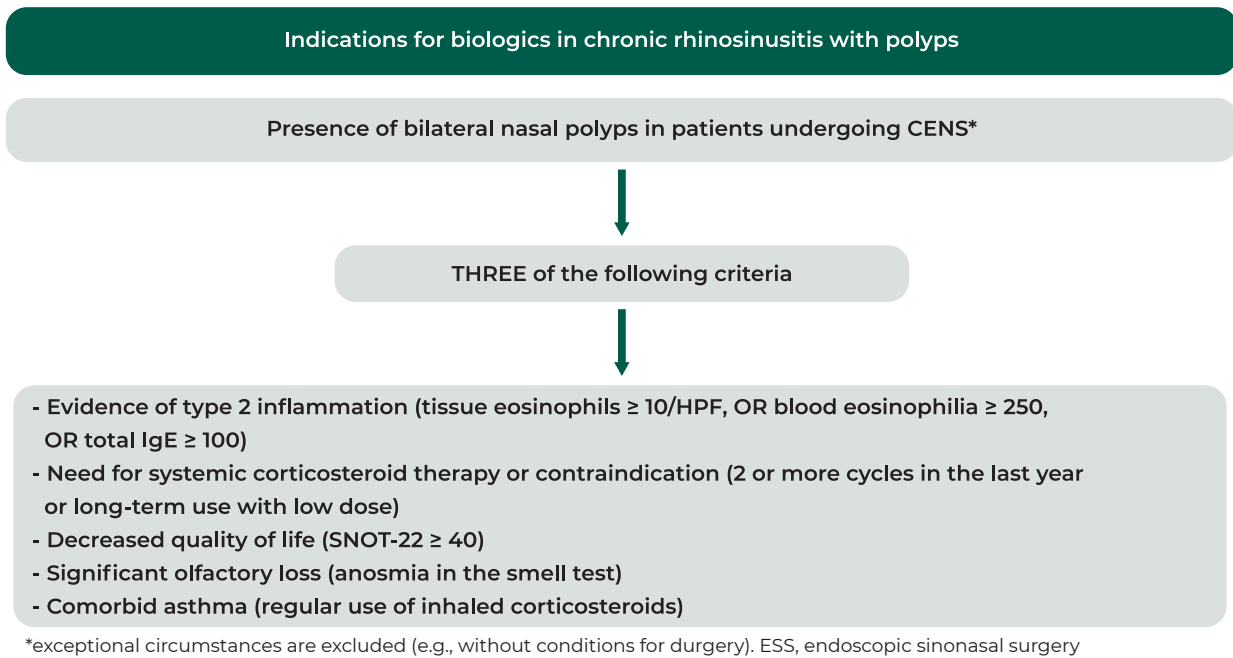 Indications for biologics in chronic rhinosinusitis with polyps
Presence of bilateral nasal polyps in patients undergoing CENS*
THREE of the following criteria
- Evidence of type 2 inflammation (tissue eosinophils ≥ 10/HPF, OR blood eosinophilia ≥ 250,
OR total IgE ≥ 100)
- Need for systemic corticosteroid therapy or contraindication (2 or more cycles in the last year
or long-term use with low dose)
- Decreased quality of life (SNOT-22 ≥ 40)
- Significant olfactory loss (anosmia in the smell test)
- Comorbid asthma (regular use of inhaled corticosteroids)
*exceptional circumstances are excluded (e.g., without conditions for durgery). ESS, endoscopic sinonasal surgery